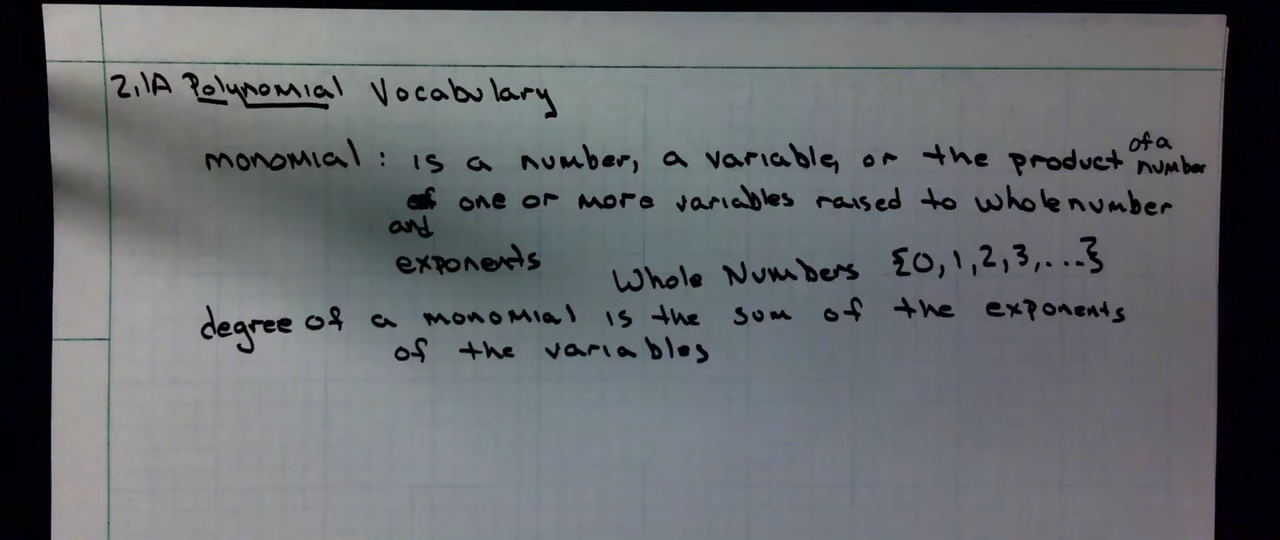 2.1A Polynomial Vocabulary
monomial: is a number, a variable, or the product of a number
and one or more variables raised to whole number
exponents Whole Numbers {0, 1, 2, 3, ...}
degree of a monomial is the sum of the exponents
of the variables